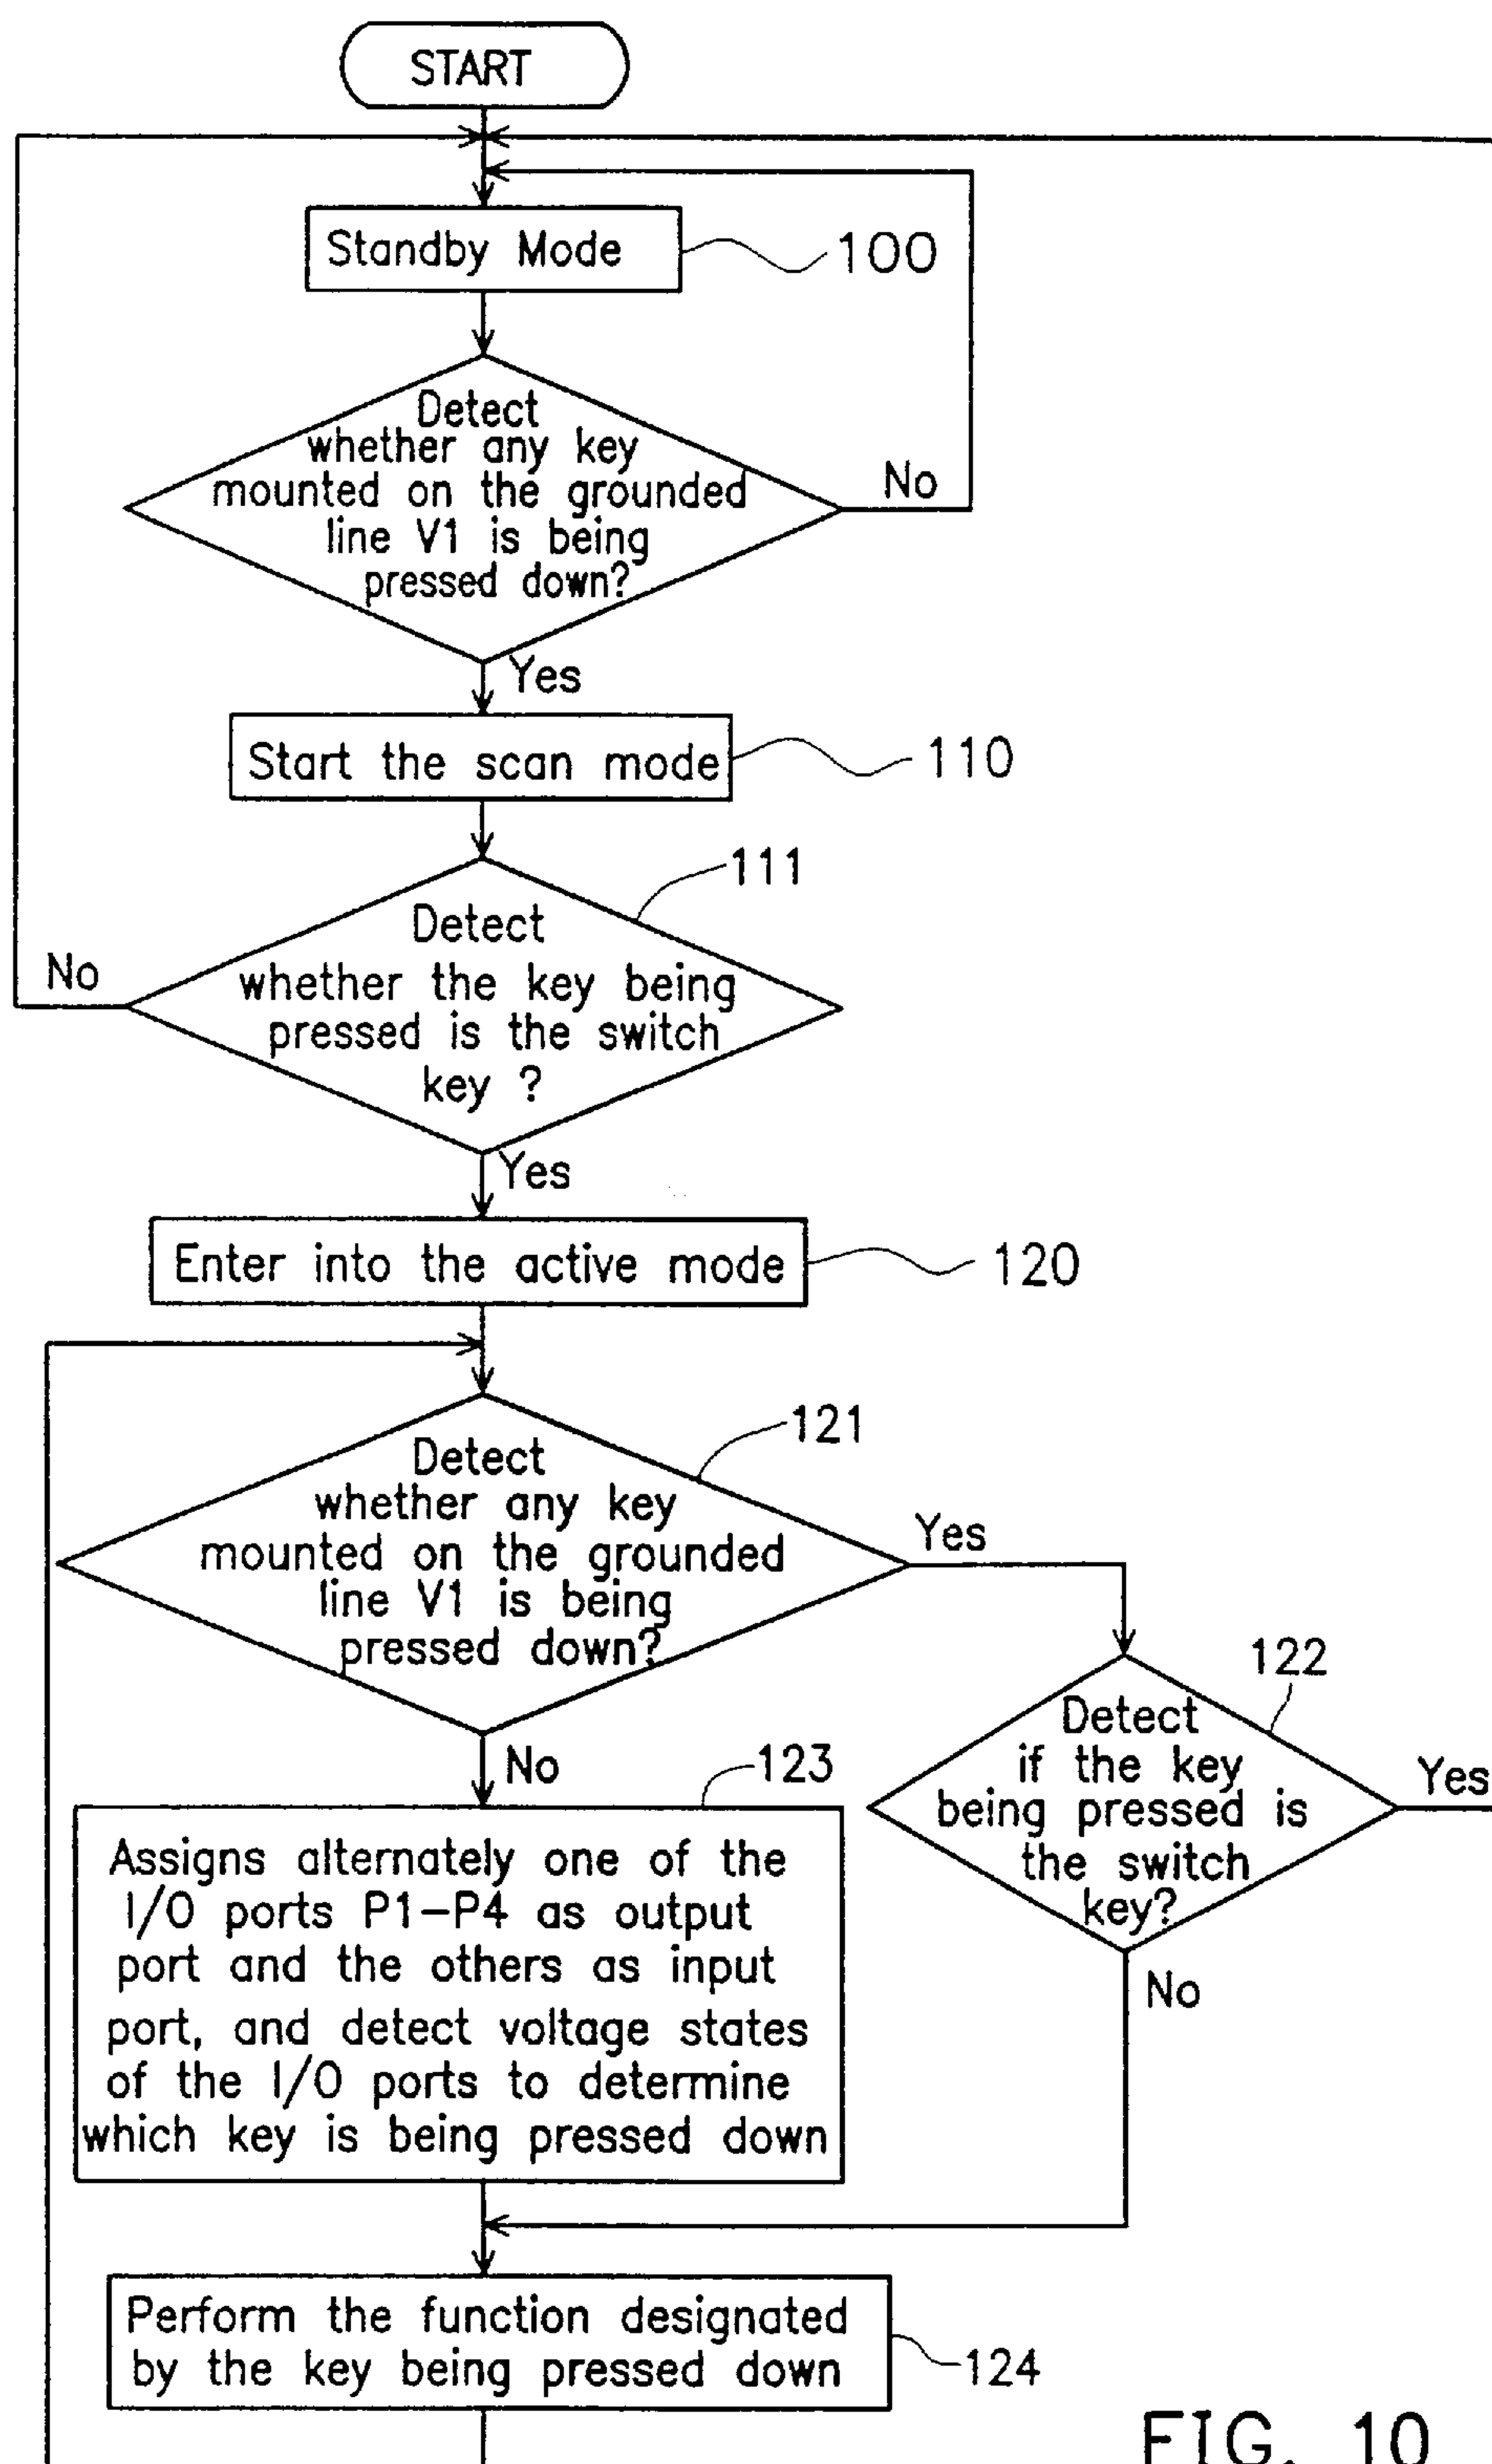 START
Standby Mode
100
Detect
whether any key
mounted on the grounded
line V1 is being
pressed down?
No
Yes
Start the scan mode
110
111
Detect
whether the key being
pressed is the switch
key ?
No
Yes
Enter into the active mode
120
121
Detect
whether any key
mounted on the grounded
line V1 is being
pressed down?
Yes
No
122
Detect
if the key
being pressed is
the switch
key?
Yes
No
123
Assigns alternately one of the
I/O ports P1-P4 as output
port and the others as input
port, and detect voltage states
of the I/O ports to determine
which key is being pressed down
Perform the function designated
by the key being pressed down
124
FIG. 10